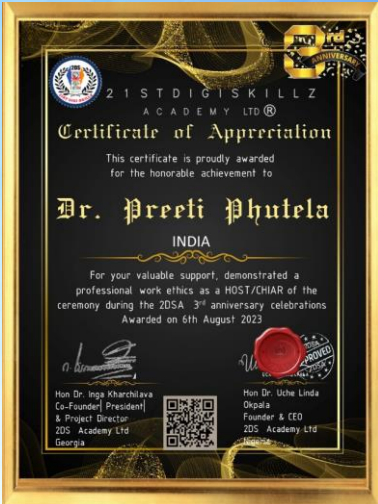 3rd
ANNIVERSARY
21STDIGISKILLZ
ACADEMY LTD®
Certificate of Appreciation
This certificate is proudly awarded
for the honorable achievement to
Dr. Preeti Phutela
INDIA
For your valuable support, demonstrated a
professional work ethics as a HOST/CHIAR of the
ceremony during the 2DSA 3rd anniversary celebrations
Awarded on 6th August 2023
APPROVED
Hon Dr. Inga Kharchilava
Co-Founder| President|
& Project Director
2DS Academy Ltd
Georgia
Hon Dr. Uche Linda
Okpala
Founder & CEO
2DS Academy Ltd
Nigeria